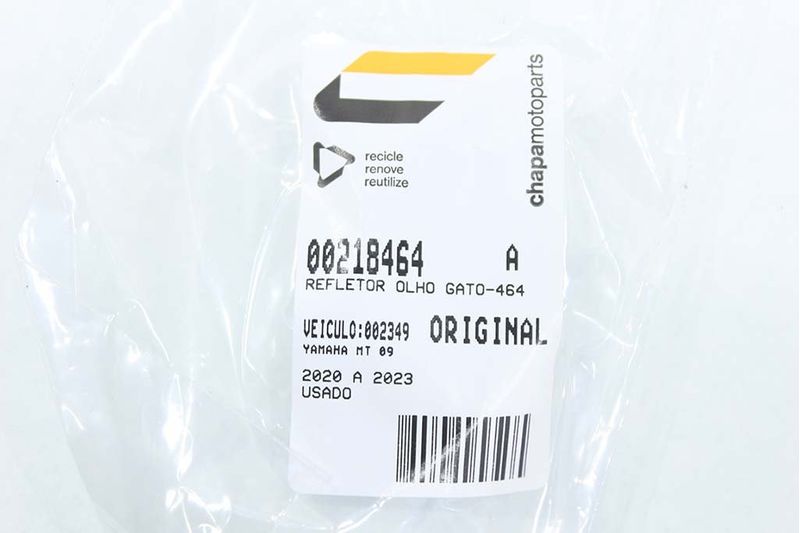 chapamotoparts
recicle
renove
reutilize
00218464 A
REFLETOR OLHO GATO-464
VEICULO:002349 ORIGINAL
YAMAHA MT 09
2020 A 2023
USADO